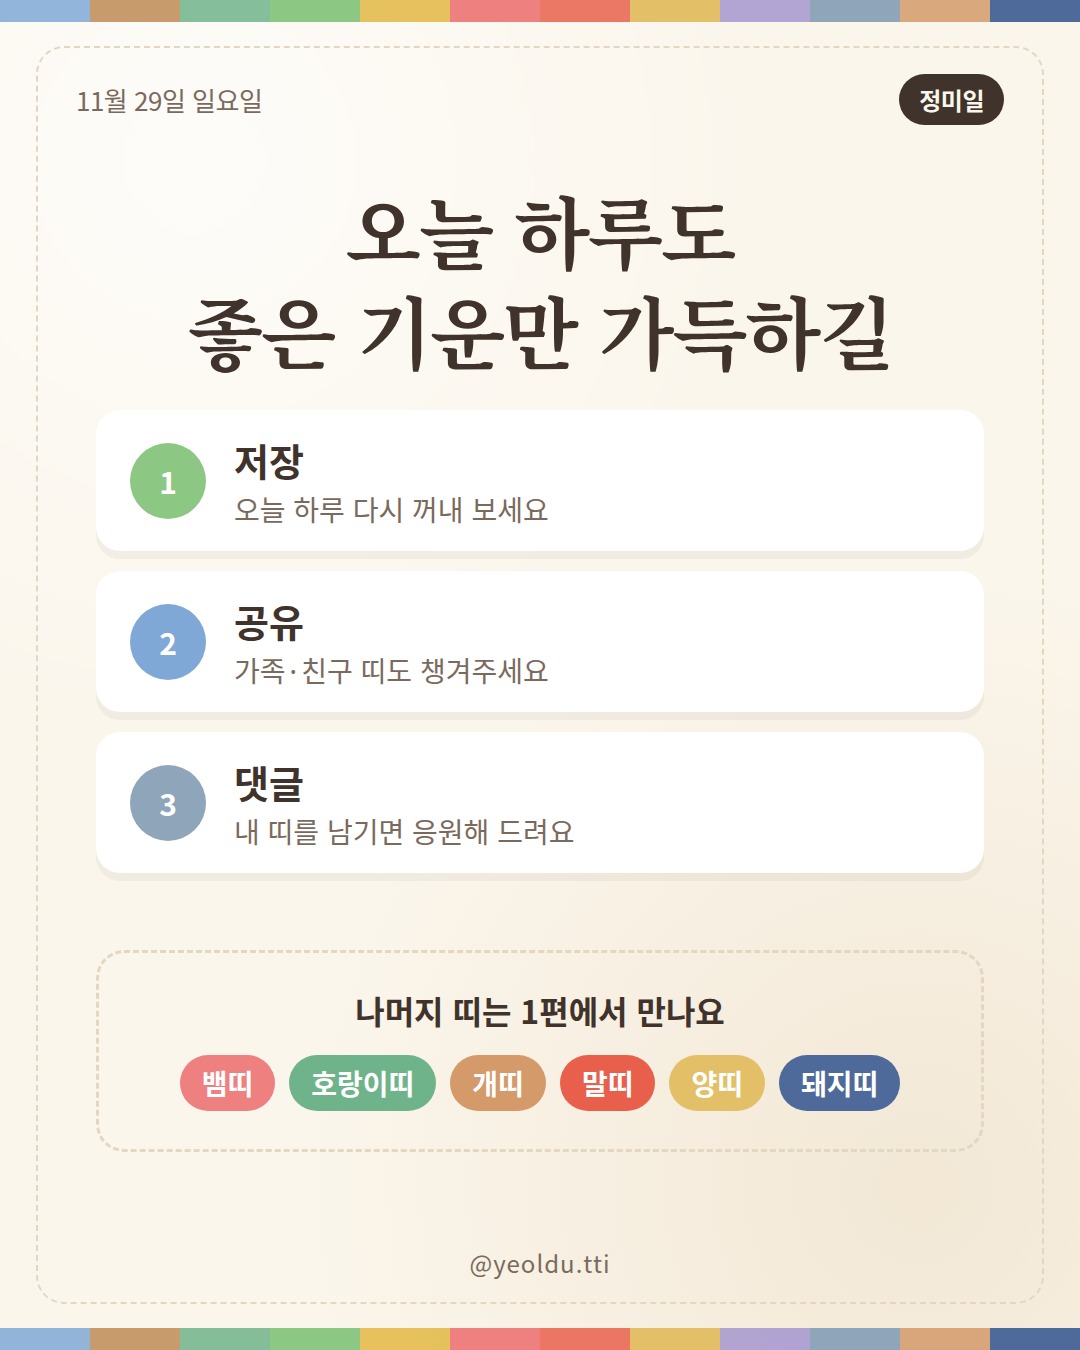 11월 29일 일요일
정미일
오늘 하루도
좋은 기운만 가득하길
1
저장
오늘 하루 다시 꺼내 보세요
2
공유
가족·친구 띠도 챙겨주세요
3
댓글
내 띠를 남기면 응원해 드려요
나머지 띠는 1편에서 만나요
뱀띠 호랑이띠 개띠 말띠 양띠 돼지띠
@yeoldu.tti